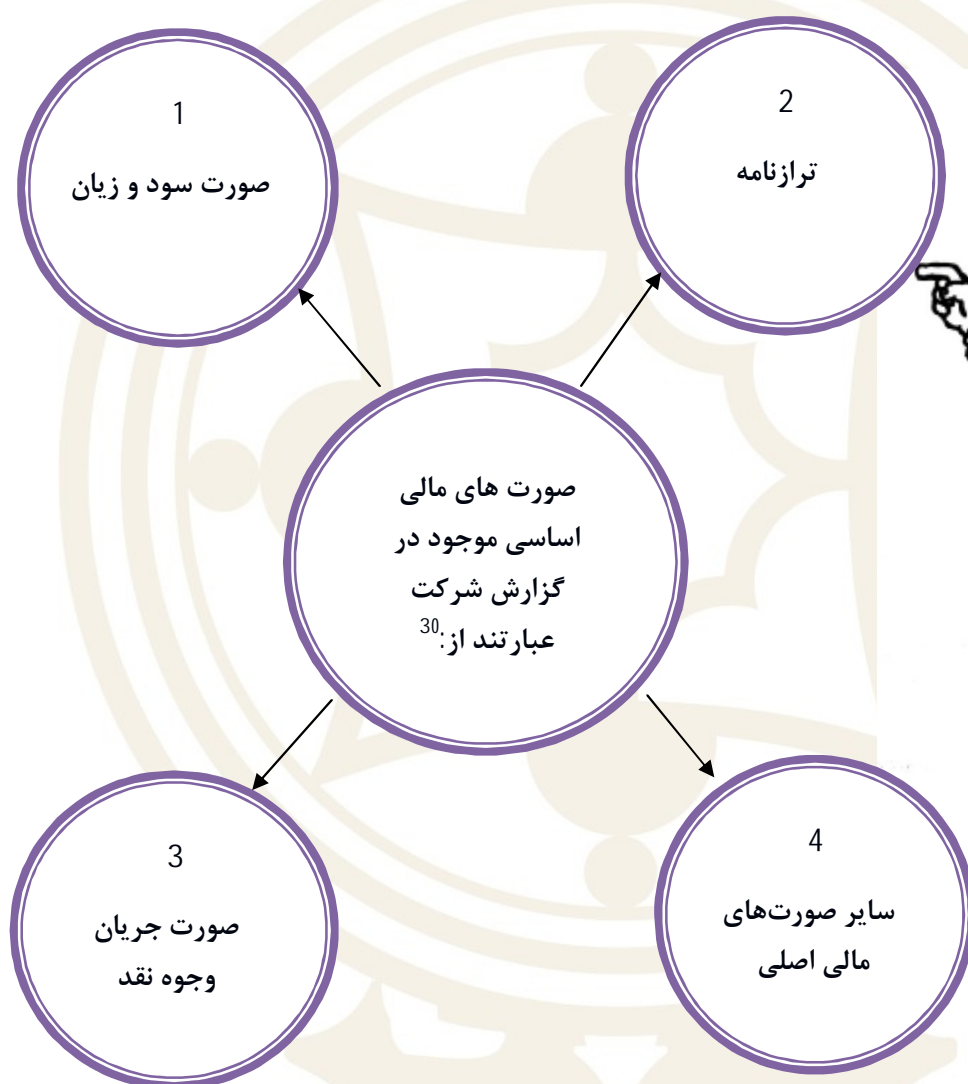 1
صورت سود و زیان
2
ترازنامه
صورت های مالی
اساسی موجود در
گزارش شرکت
عبارتند از:30
3
صورت جریان
وجوه نقد
4
سایر صورت‌های
مالی اصلی